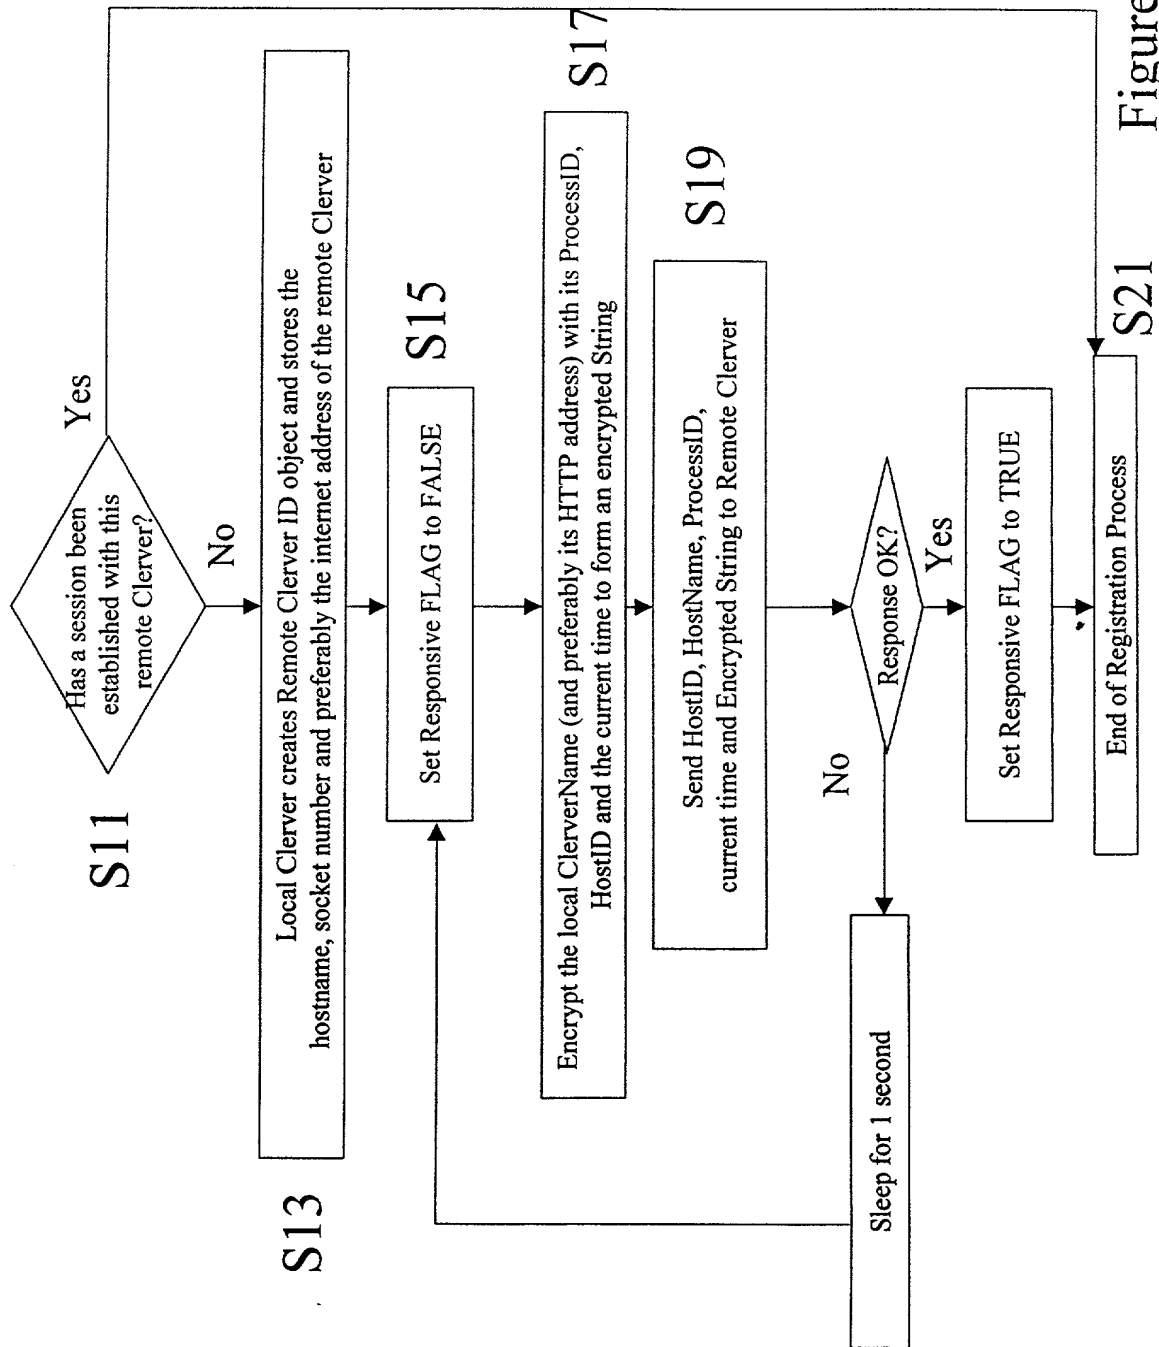 S11
Has a session been
established with this
remote Clerver?
Yes
No
S13
Local Clerver creates Remote Clerver ID object and stores the
hostname, socket number and preferably the internet address of the remote Clerver
Set Responsive FLAG to FALSE
S15
Encrypt the local ClerverName (and preferably its HTTP address) with its ProcessID,
HostID and the current time to form an encrypted String
S17
Send HostID, HostName, ProcessID,
current time and Encrypted String to Remote Clerver
S19
Response OK?
No
Yes
Sleep for 1 second
Set Responsive FLAG to TRUE
End of Registration Process
S21
Figure